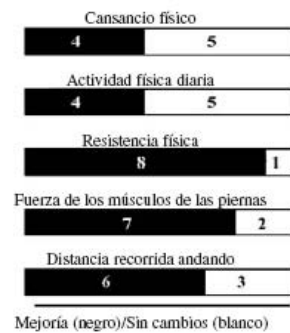 Cansancio físico
4 5
Actividad física diaria
4 5
Resistencia física
8 1
Fuerza de los músculos de las piernas
7 2
Distancia recorrida andando
6 3
Mejoría (negro)/Sin cambios (blanco)